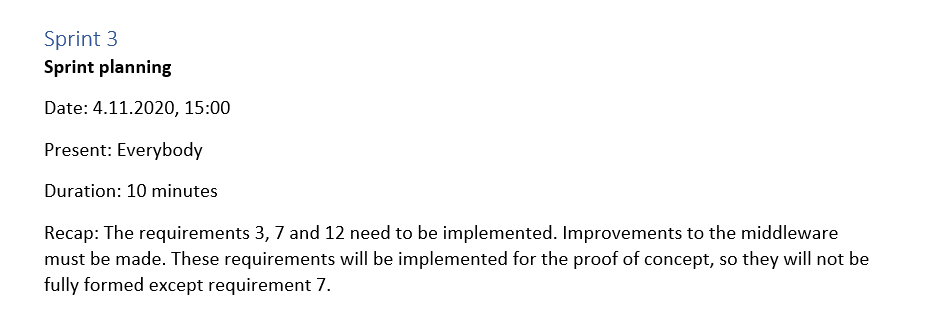 Sprint 3
Sprint planning
Date: 4.11.2020, 15:00
Present: Everybody
Duration: 10 minutes
Recap: The requirements 3, 7 and 12 need to be implemented. Improvements to the middleware
must be made. These requirements will be implemented for the proof of concept, so they will not be
fully formed except requirement 7.